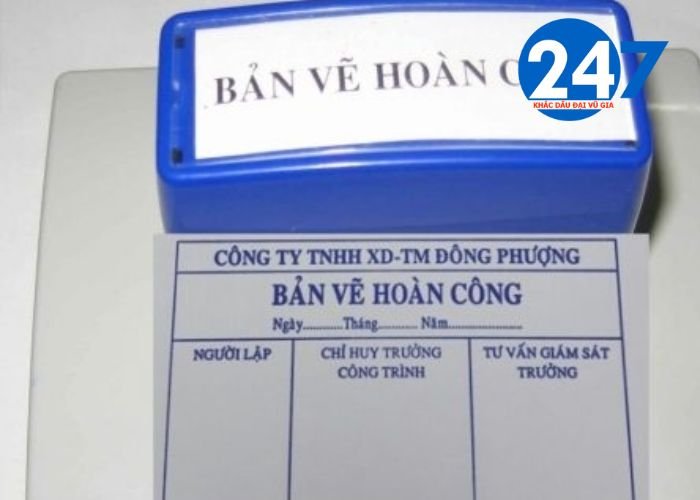 BẢN VẼ HOÀN C
247
KHẮC DẤU ĐẠI VŨ GIA
CÔNG TY TNHH XD-TM ĐÔNG PHƯỢNG
BẢN VẼ HOÀN CÔNG
Ngày............Tháng........... Năm......................
NGƯỜI LẬP
CHỈ HUY TRƯỞNG
CÔNG TRÌNH
TƯ VẤN GIÁM SÁT
TRƯỞNG